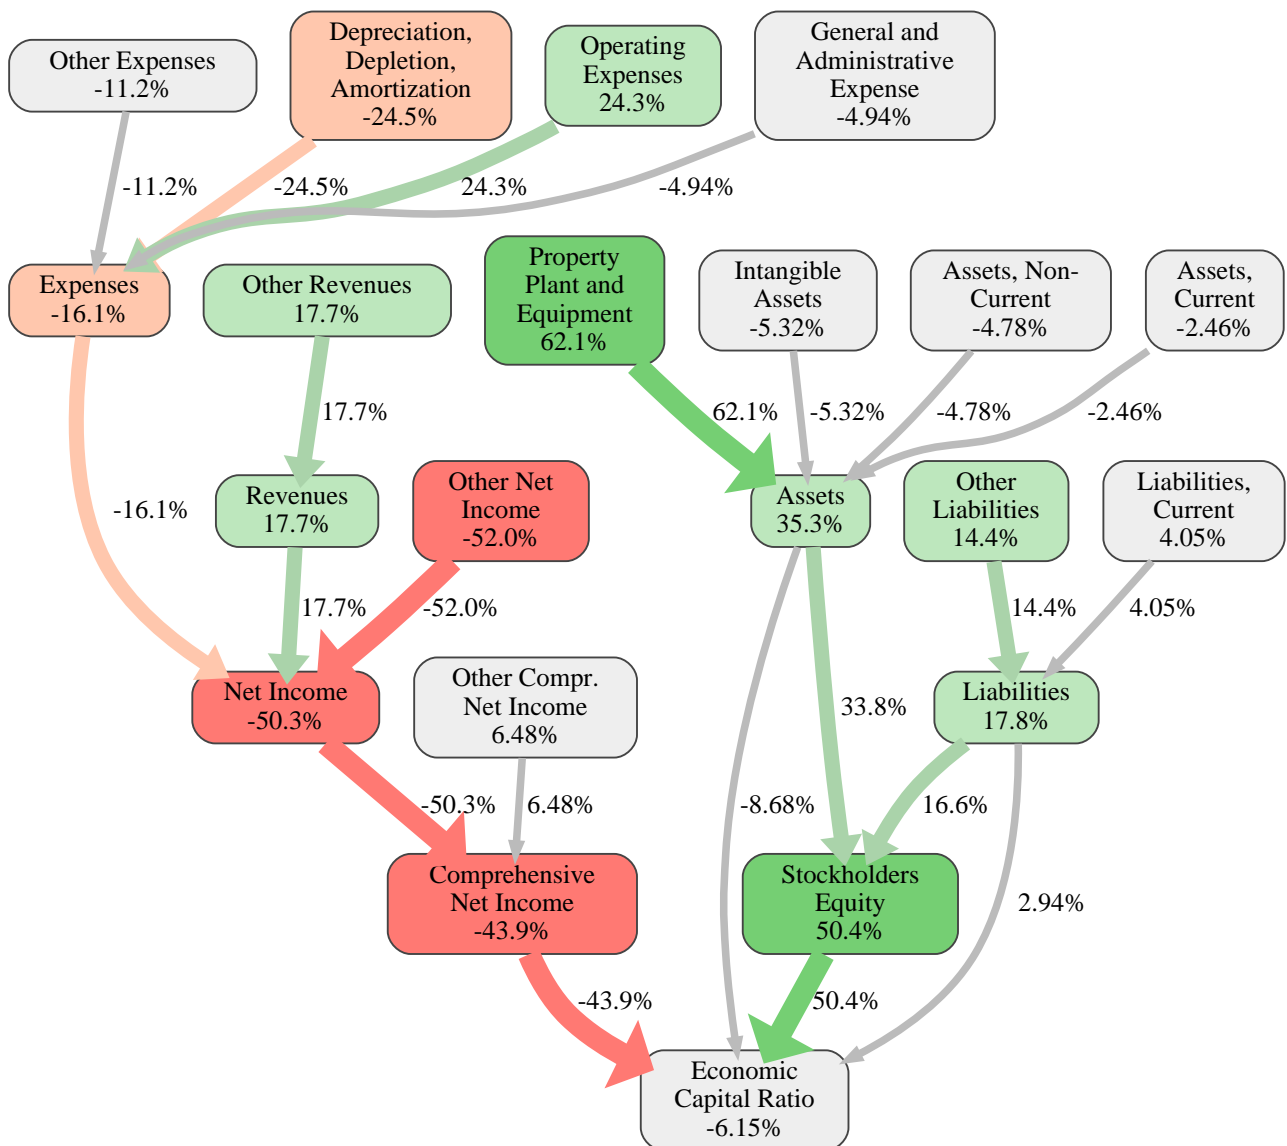 Other Expenses
-11.2%
Depreciation,
Depletion,
Amortization
-24.5%
Operating
Expenses
24.3%
General and
Administrative
Expense
-4.94%
-11.2%
-24.5%
24.3%
-4.94%
Expenses
-16.1%
Other Revenues
17.7%
Property
Plant and
Equipment
62.1%
Intangible
Assets
-5.32%
Assets, Non-
Current
-4.78%
Assets,
Current
-2.46%
17.7%
62.1%
-5.32%
-4.78%
-2.46%
-16.1%
Revenues
17.7%
Other Net
Income
-52.0%
Assets
35.3%
Other
Liabilities
14.4%
Liabilities,
Current
4.05%
17.7%
-52.0%
14.4%
4.05%
Net Income
-50.3%
Other Compr.
Net Income
6.48%
33.8%
Liabilities
17.8%
-50.3%
6.48%
-8.68%
16.6%
Comprehensive
Net Income
-43.9%
Stockholders
Equity
50.4%
2.94%
-43.9%
50.4%
Economic
Capital Ratio
-6.15%